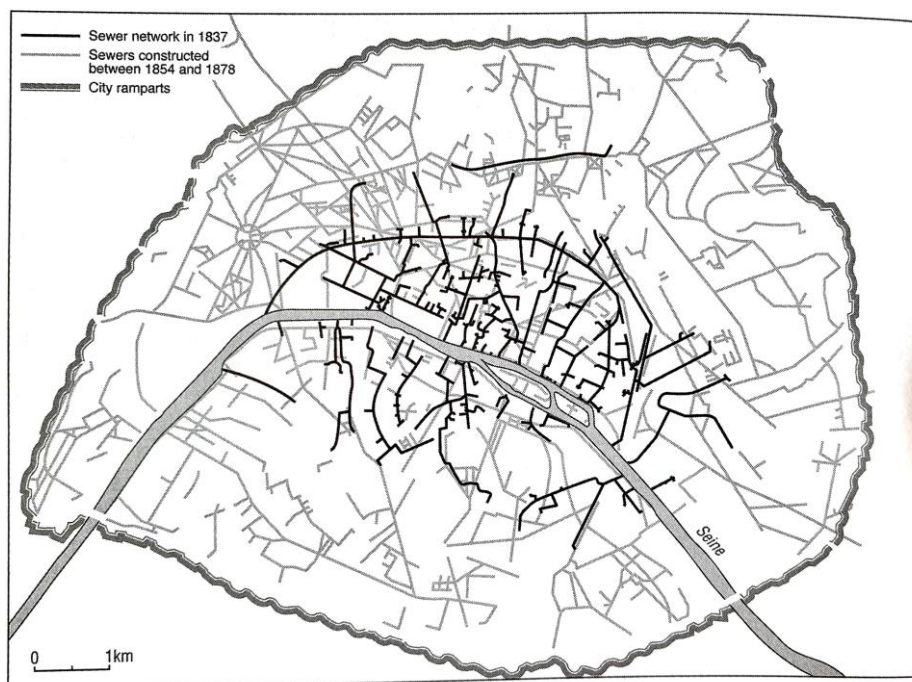 Sewer network in 1837
Sewers constructed
between 1854 and 1878
City ramparts
Seine
0 1km